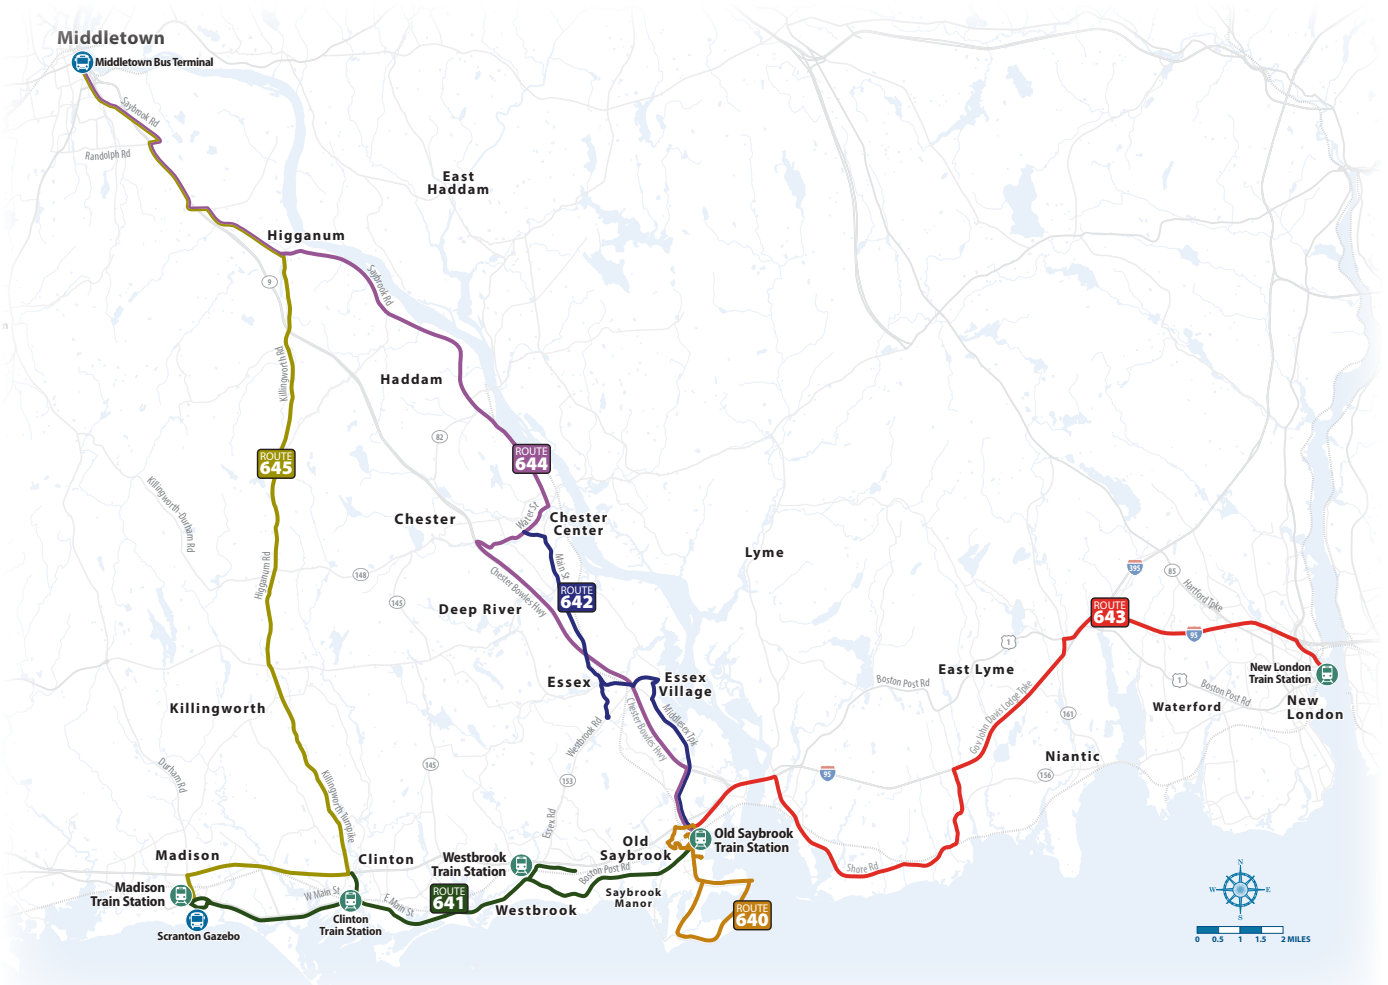 Middletown
Middletown Bus Terminal
Saybrook Rd
Randolph Rd
East
Haddam
Higganum
Saybrook Rd
9
Killingworth Rd
Haddam
82
ROUTE
645
ROUTE
644
Killingworth-Durham Rd
Chester
Water St
Chester
Center
Lyme
Main St
148
Higganum Rd
Chester Bowles Hwy
145
ROUTE
642
Deep River
395
85
Hartford Tpke
ROUTE
643
95
1
New London
Train Station
East Lyme
Boston Post Rd
1
Boston Post Rd
New
London
Waterford
Essex
Essex
Village
Killingworth
Chester Bowles Hwy
Middlesex Tpk
Westbrook Rd
Gov John Davis Lodge Tpke
161
Niantic
156
Durham Rd
145
153
95
Killingworth Turnpike
Essex Rd
Old
Saybrook
Old Saybrook
Train Station
Madison
Clinton
Westbrook
Train Station
Boston Post Rd
Shore Rd
Madison
Train Station
W Main St
E Main St
ROUTE
641
Westbrook
Saybrook
Manor
ROUTE
640
Clinton
Train Station
Scranton Gazebo
N
W
E
S
0 0.5 1 1.5 2 MILES